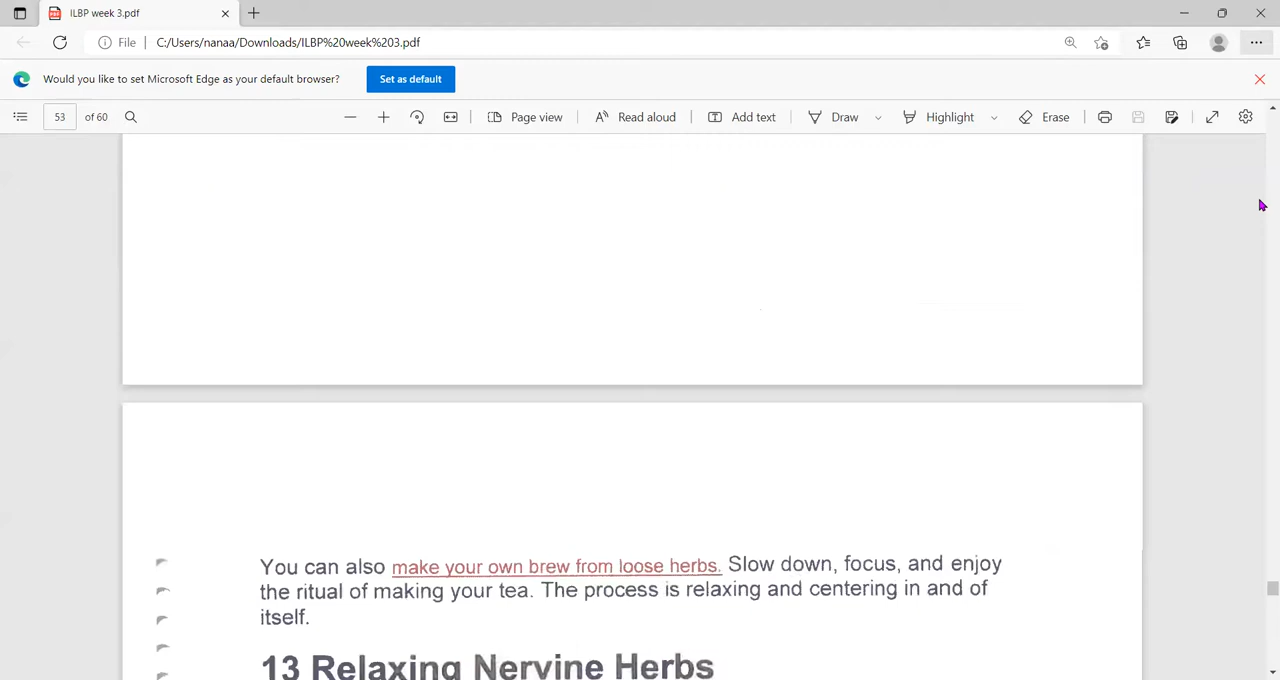 ILBP week 3.pdf
File
C:/Users/nanaa/Downloads/ILBP%20week%203.pdf
Would you like to set Microsoft Edge as your default browser?
Set as default
53 of 60
Page view
Read aloud
Add text
Draw
Highlight
Erase
You can also make your own brew from loose herbs. Slow down, focus, and enjoy
the ritual of making your tea. The process is relaxing and centering in and of
itself.
13 Relaxing Nervine Herbs